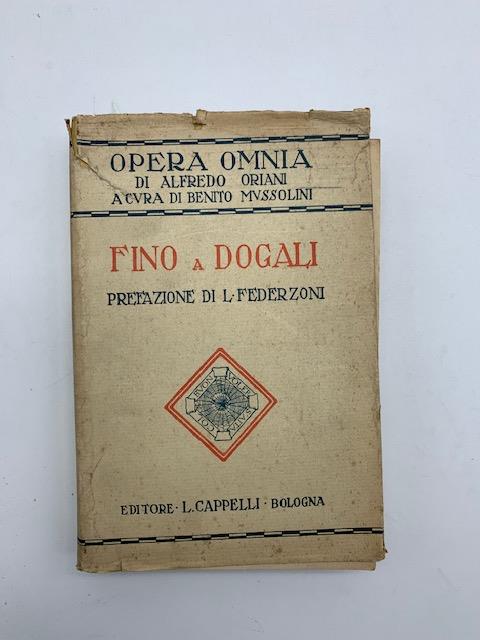 OPERA OMNIA
DI ALFREDO ORIANI
A CVRA DI BENITO MVSSOLINI
FINO A DOGALI
PREFAZIONE DI L·FEDERZONI
EDITORE · L. CAPPELLI · BOLOGNA